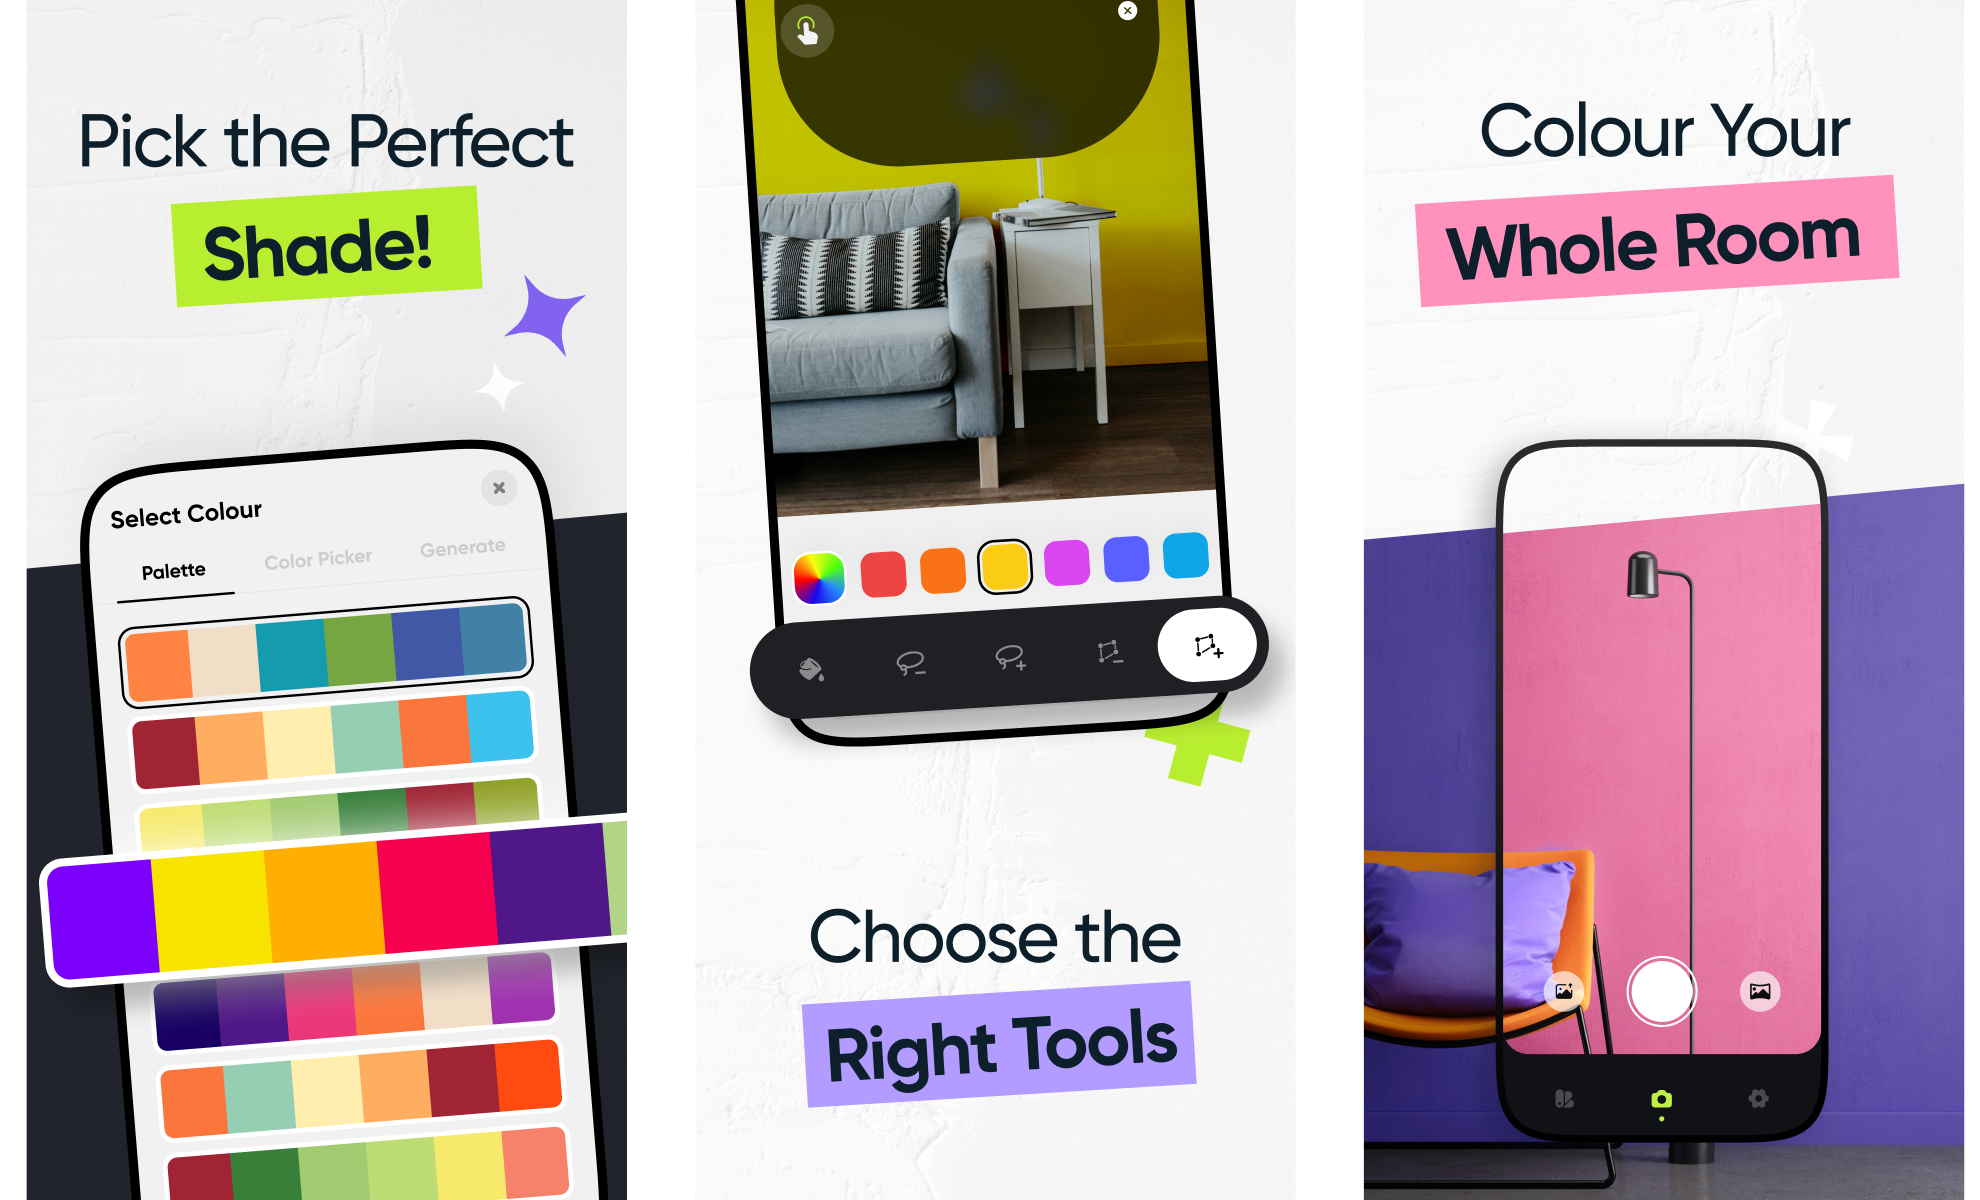 Pick the Perfect
Shade!
Select Colour
Palette
Color Picker
Generate
Choose the
Right Tools
Colour Your
Whole Room